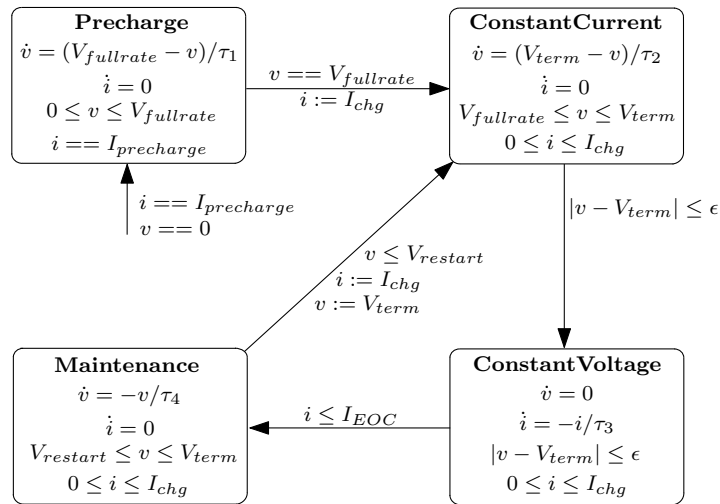 Precharge
v̇ = (V_fullrate − v)/τ_1
i̇ = 0
0 ≤ v ≤ V_fullrate
i == I_precharge
v == V_fullrate
i := I_chg
ConstantCurrent
v̇ = (V_term − v)/τ_2
i̇ = 0
V_fullrate ≤ v ≤ V_term
0 ≤ i ≤ I_chg
i == I_precharge
v == 0
|v − V_term| ≤ ϵ
v ≤ V_restart
i := I_chg
v := V_term
Maintenance
v̇ = −v/τ_4
i̇ = 0
V_restart ≤ v ≤ V_term
0 ≤ i ≤ I_chg
i ≤ I_EOC
ConstantVoltage
v̇ = 0
i̇ = −i/τ_3
|v − V_term| ≤ ϵ
0 ≤ i ≤ I_chg